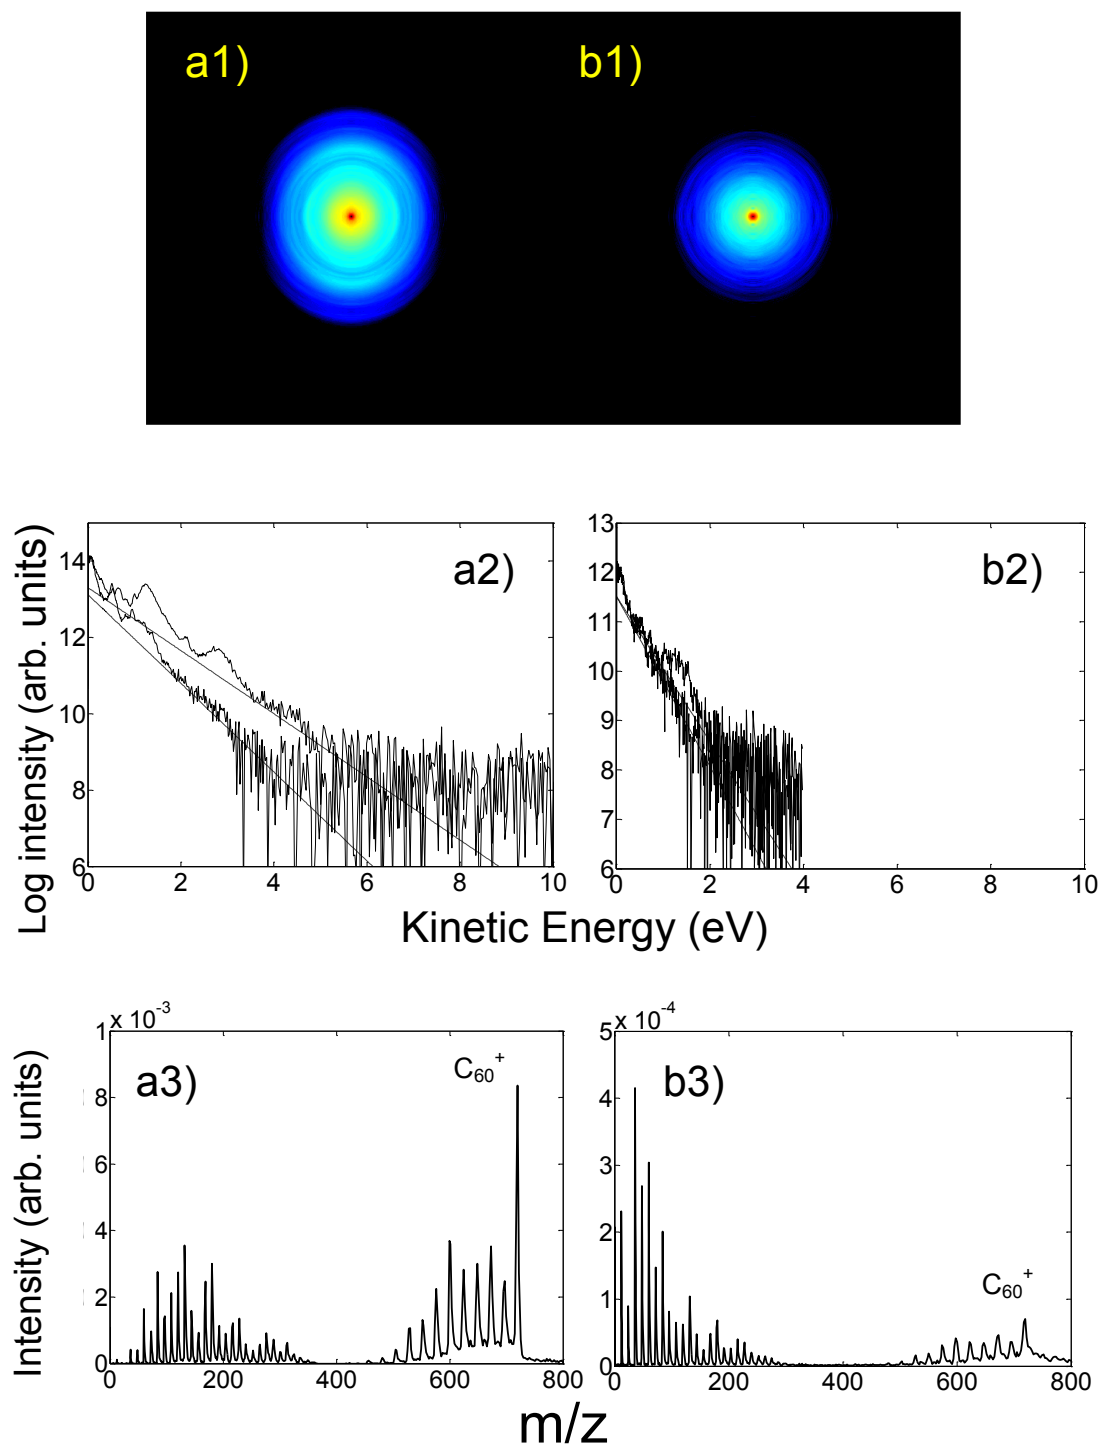 a1) b1)
Log intensity (arb. units)
14
12
10
8
6
0 2 4 6 8 10
a2)
13
12
11
10
9
8
7
6
0 2 4 6 8 10
b2)
Kinetic Energy (eV)
Intensity (arb. units)
x 10-3
1
8
6
4
2
0
0 200 400 600 800
a3)
C60+
x 10-4
5
4
3
2
1
0
0 200 400 600 800
b3)
C60+
m/z